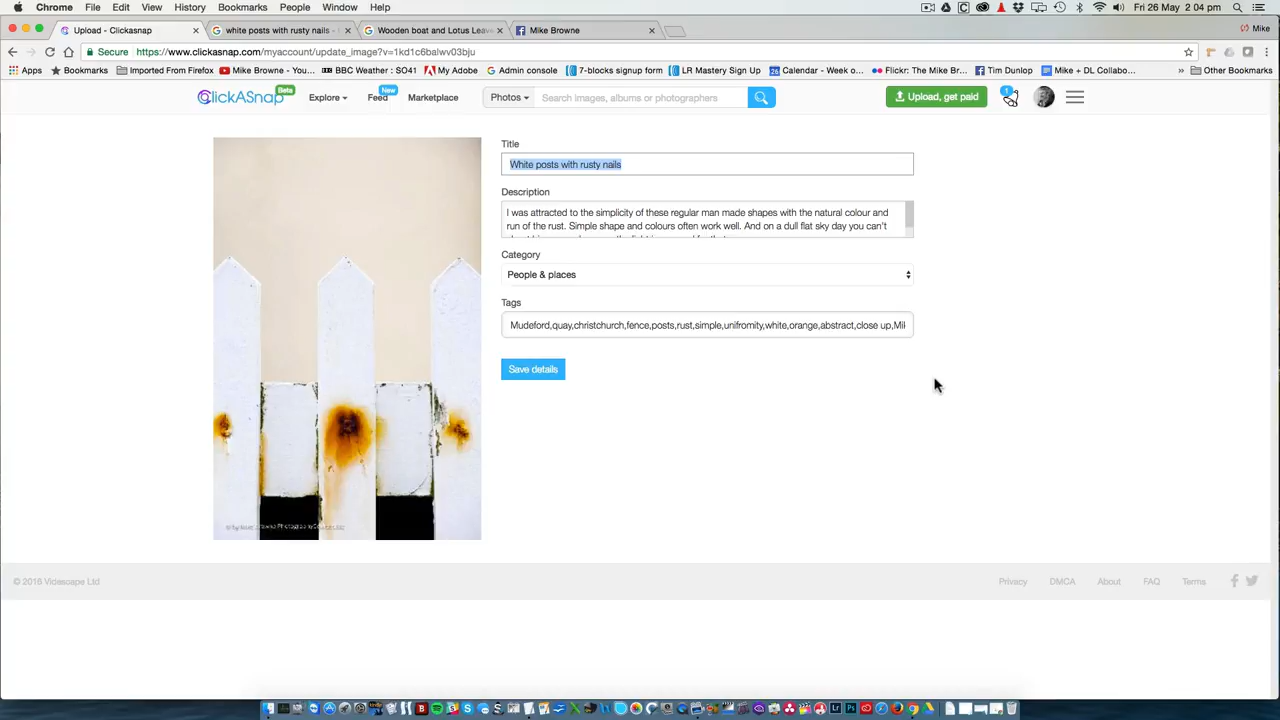 Chrome File Edit View History Bookmarks People Window Help
Fri 26 May 2 04 pm
Upload - Clickasnap
white posts with rusty nails -
Wooden boat and Lotus Leav
Mike Browne
Mike
Secure https://www.clickasnap.com/myaccount/update_image?v=1kd1c6balwv03bju
Apps Bookmarks Imported From Firefox Mike Browne - You... BBC Weather : SO41 My Adobe Admin console 7-blocks signup form LR Mastery Sign Up Calendar - Week o... Flickr: The Mike Br... Tim Dunlop Mike + DL Collabo... » Other Bookmarks
ClickASnap Beta Explore Feed New Marketplace Photos Search images, albums or photographers Upload, get paid 1
Title
White posts with rusty nails
Description
I was attracted to the simplicity of these regular man made shapes with the natural colour and
run of the rust. Simple shape and colours often work well. And on a dull flat sky day you can't
Category
People & places
Tags
Mudeford,quay,christchurch,fence,posts,rust,simple,unifromity,white,orange,abstract,close up,Mik
Save details
© 2016 Videscape Ltd
Privacy DMCA About FAQ Terms